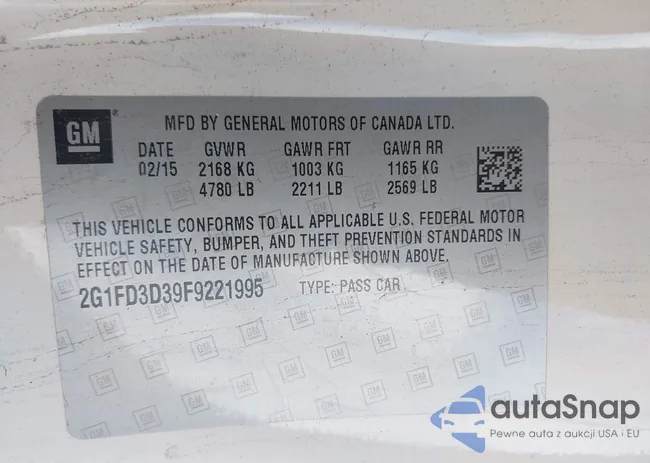 GM
MFD BY GENERAL MOTORS OF CANADA LTD.
DATE GVWR GAWR FRT GAWR RR
02/15 2168 KG 1003 KG 1165 KG
4780 LB 2211 LB 2569 LB
THIS VEHICLE CONFORMS TO ALL APPLICABLE U.S. FEDERAL MOTOR
VEHICLE SAFETY, BUMPER, AND THEFT PREVENTION STANDARDS IN
EFFECT ON THE DATE OF MANUFACTURE SHOWN ABOVE.
2G1FD3D39F9221995 TYPE: PASS CAR
autaSnap
Pewne auta z aukcji USA i EU